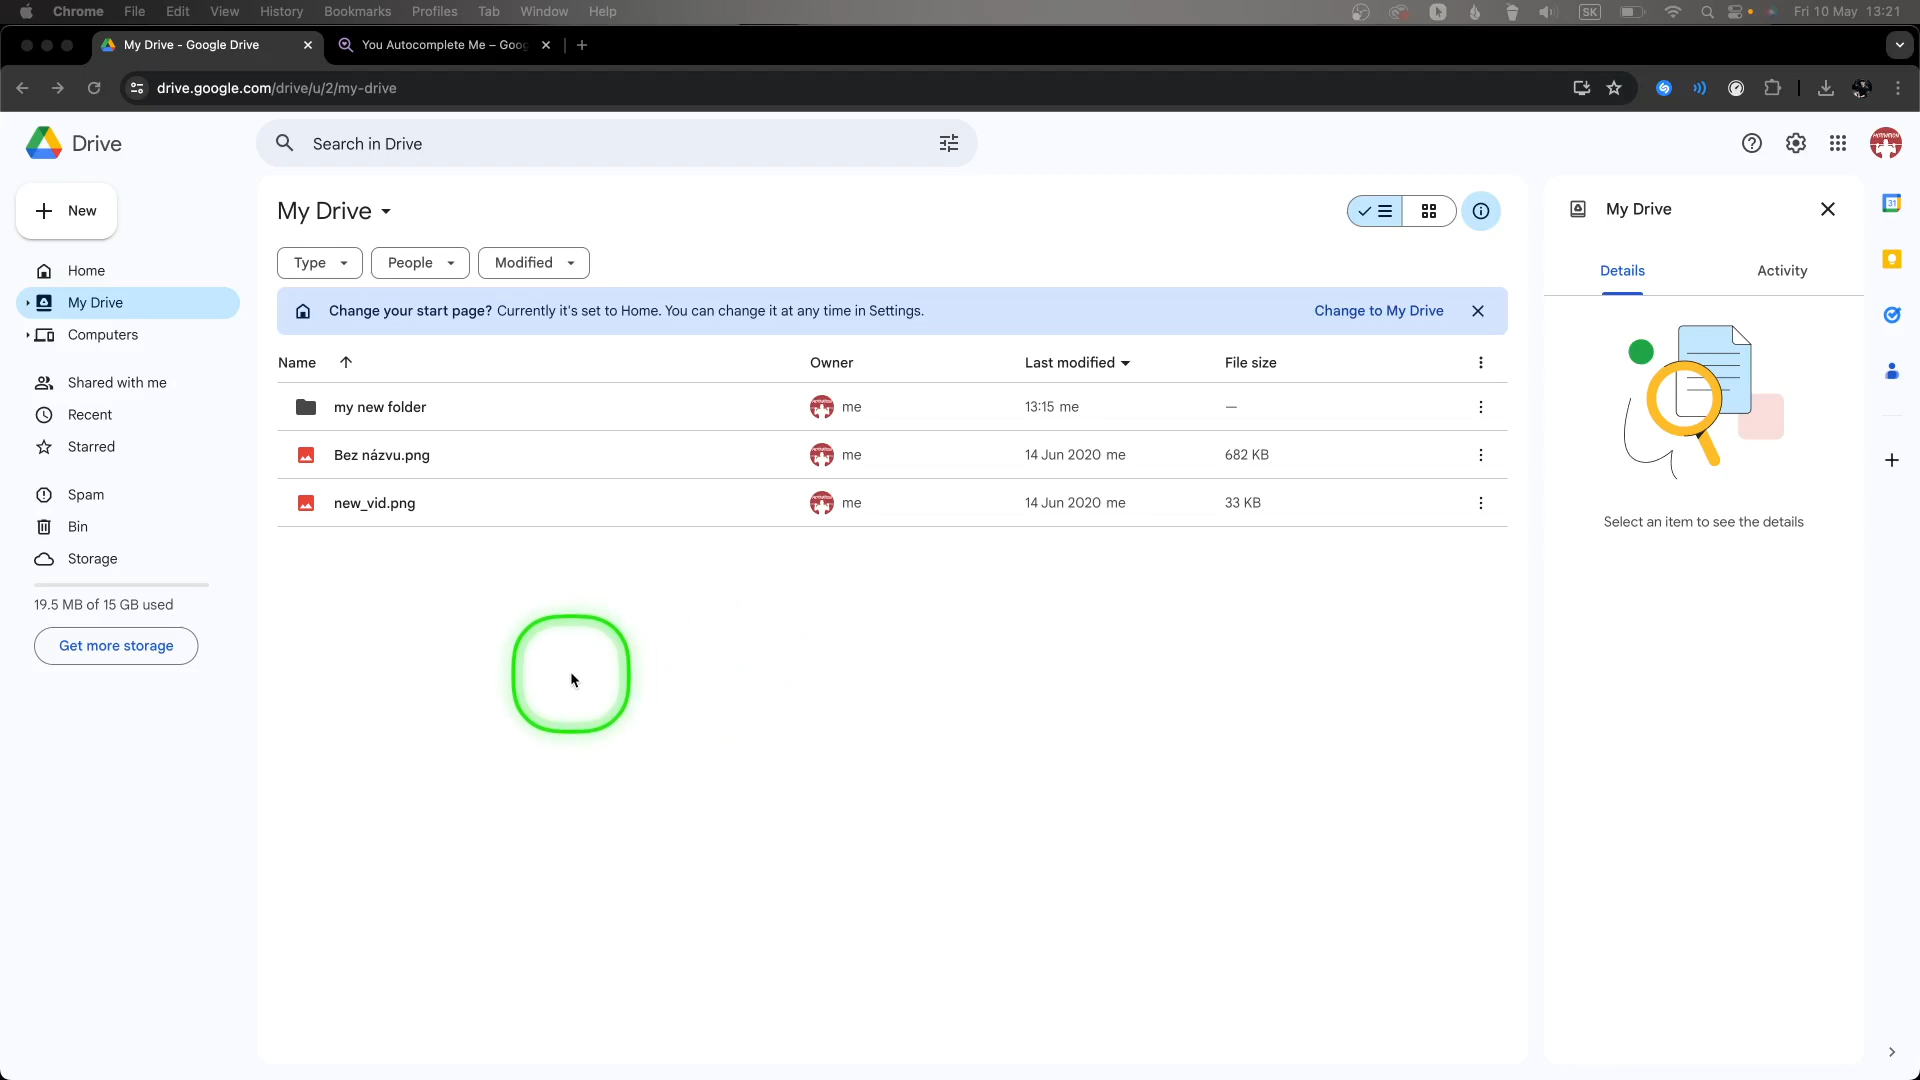 Chrome File Edit View History Bookmarks Profiles Tab Window Help SK Fri 10 May 13:21
My Drive - Google Drive You Autocomplete Me – Goog
drive.google.com/drive/u/2/my-drive
Drive Search in Drive
New
My Drive
My Drive
Type People Modified
Home
Details Activity
My Drive
Change your start page? Currently it's set to Home. You can change it at any time in Settings. Change to My Drive
Computers
Name Owner Last modified File size
Shared with me
my new folder me 13:15 me —
Recent
Starred
Bez názvu.png me 14 Jun 2020 me 682 KB
Spam
new_vid.png me 14 Jun 2020 me 33 KB
Select an item to see the details
Bin
Storage
19.5 MB of 15 GB used
Get more storage
31